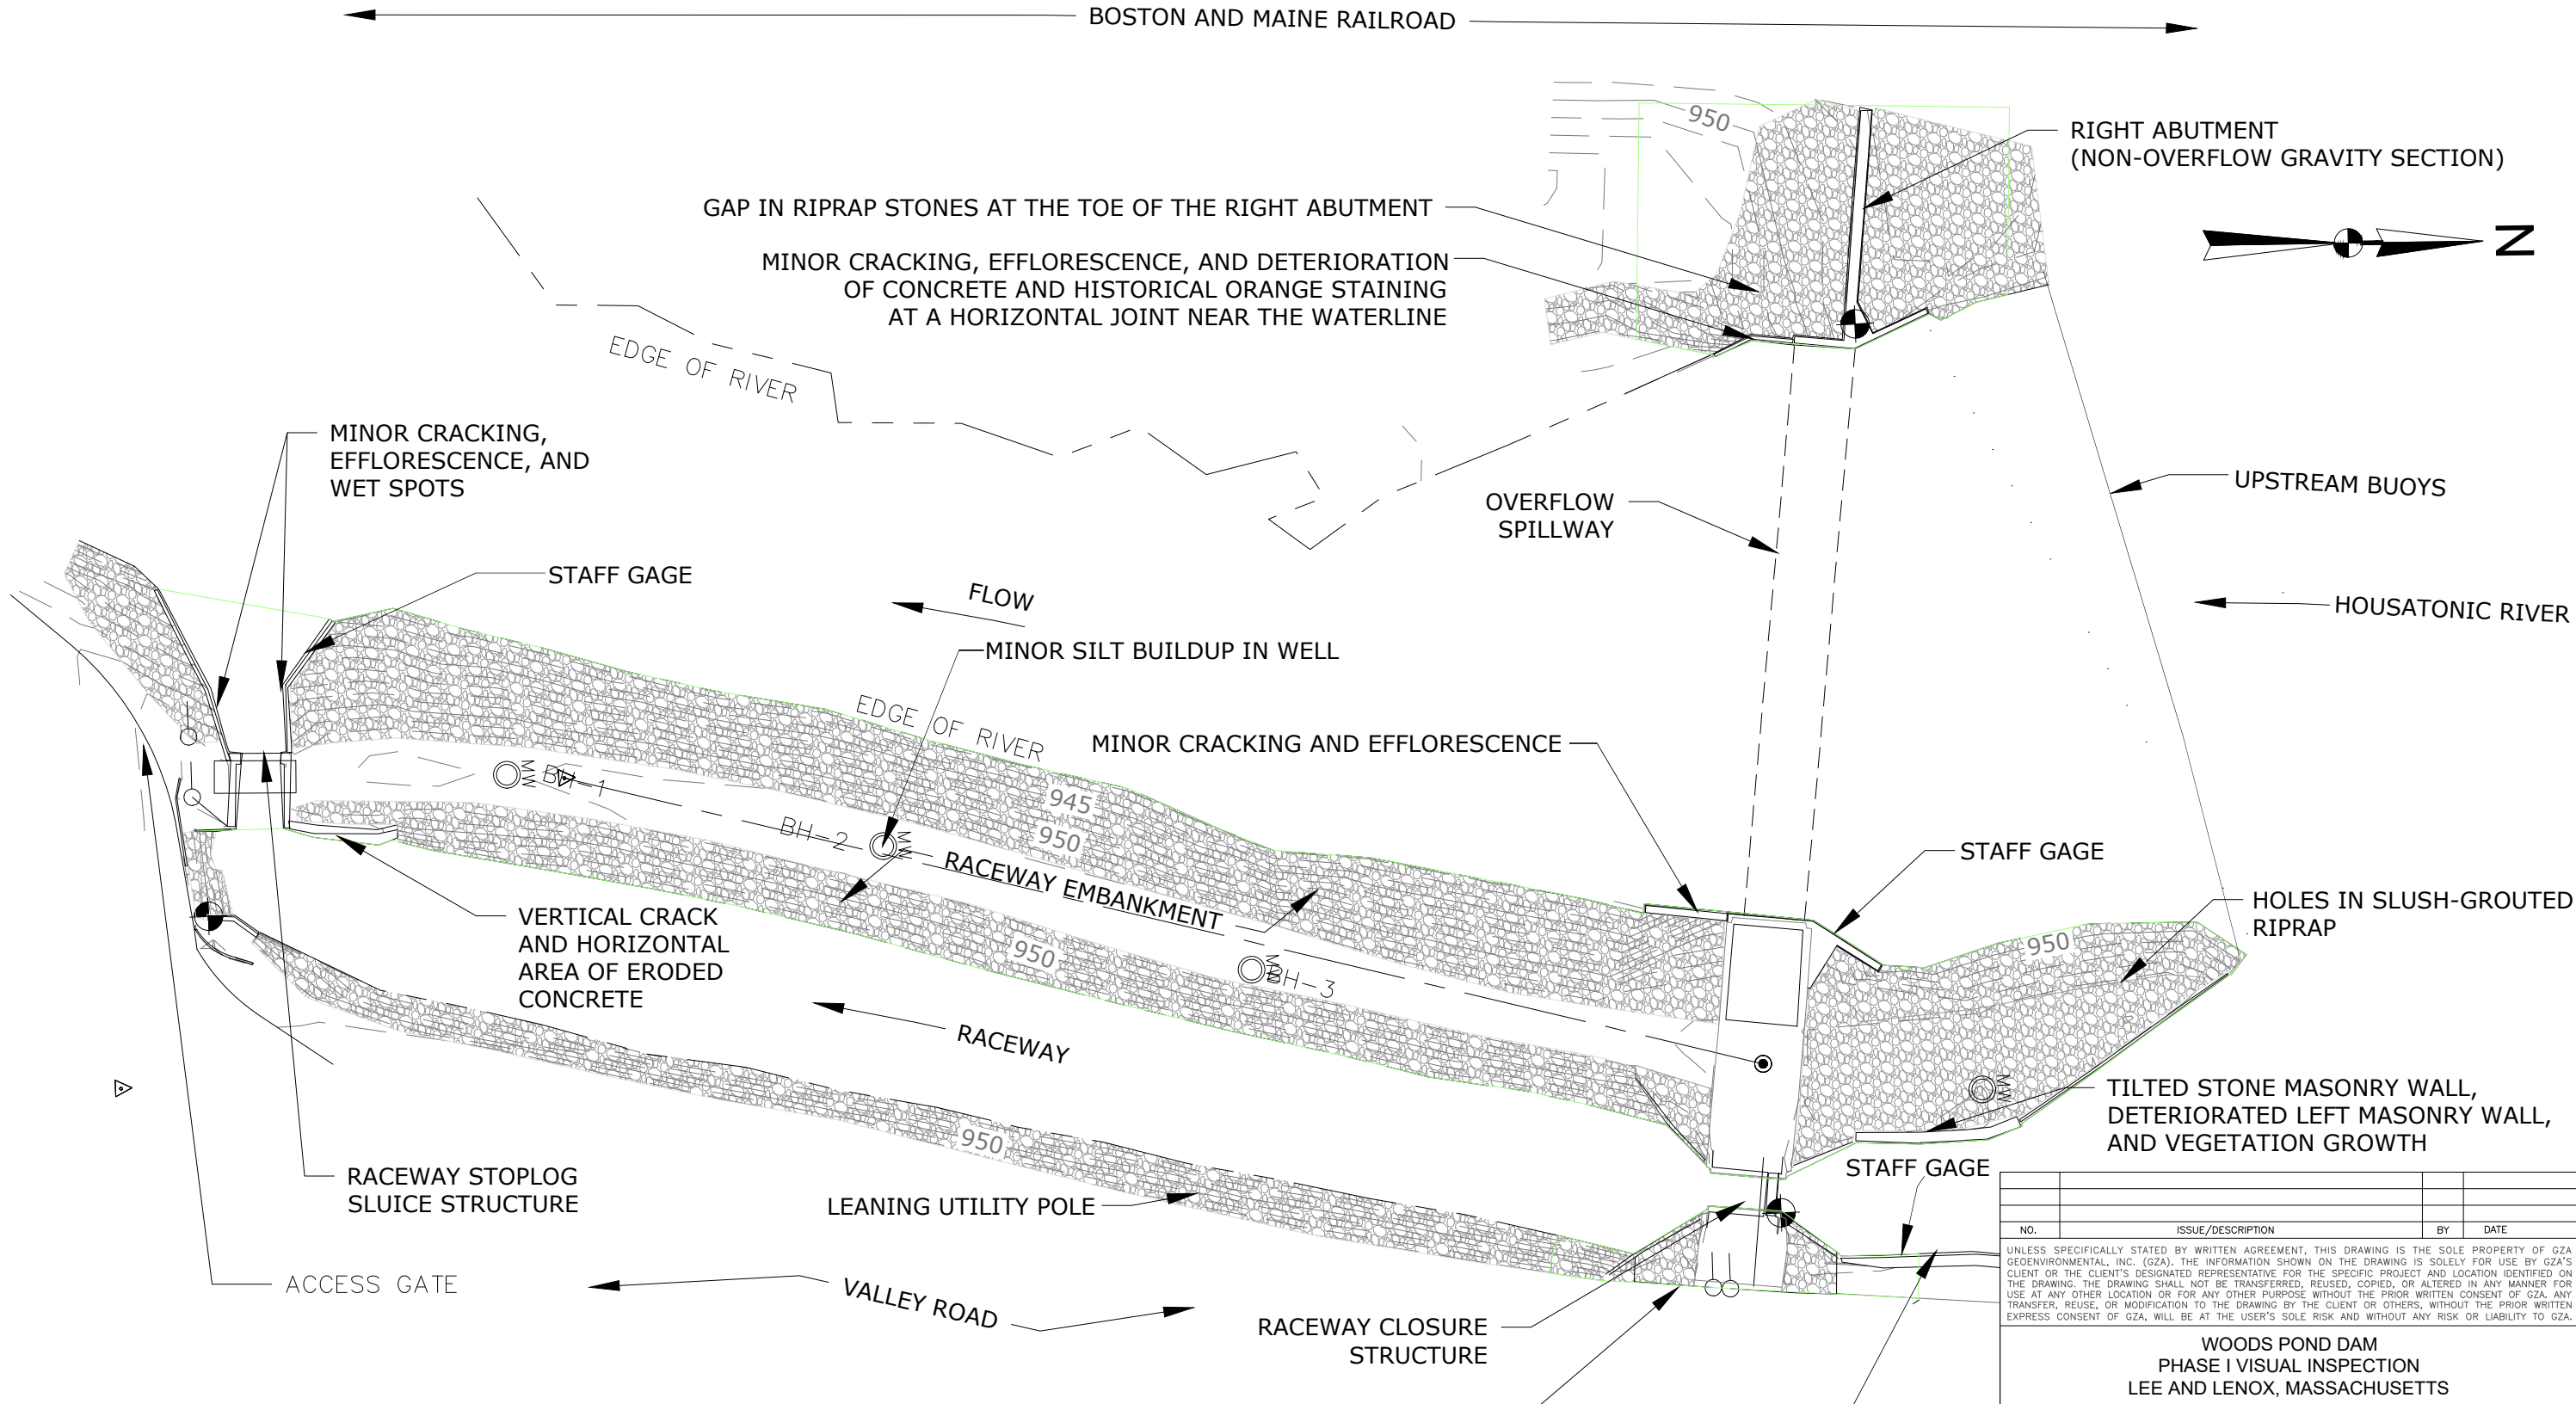 BOSTON AND MAINE RAILROAD
950
RIGHT ABUTMENT
(NON-OVERFLOW GRAVITY SECTION)
GAP IN RIPRAP STONES AT THE TOE OF THE RIGHT ABUTMENT
N
MINOR CRACKING, EFFLORESCENCE, AND DETERIORATION
OF CONCRETE AND HISTORICAL ORANGE STAINING
AT A HORIZONTAL JOINT NEAR THE WATERLINE
EDGE OF RIVER
MINOR CRACKING,
EFFLORESCENCE, AND
WET SPOTS
UPSTREAM BUOYS
OVERFLOW
SPILLWAY
STAFF GAGE
FLOW
HOUSATONIC RIVER
MINOR SILT BUILDUP IN WELL
EDGE OF RIVER
MINOR CRACKING AND EFFLORESCENCE
MW
BH-1
945
950
BH-2
MW
RACEWAY EMBANKMENT
STAFF GAGE
HOLES IN SLUSH-GROUTED
RIPRAP
950
VERTICAL CRACK
AND HORIZONTAL
AREA OF ERODED
CONCRETE
950
MW
BH-3
RACEWAY
MW
TILTED STONE MASONRY WALL,
DETERIORATED LEFT MASONRY WALL,
AND VEGETATION GROWTH
950
RACEWAY STOPLOG
SLUICE STRUCTURE
LEANING UTILITY POLE
STAFF GAGE
ACCESS GATE
VALLEY ROAD
RACEWAY CLOSURE
STRUCTURE
NO. ISSUE/DESCRIPTION BY DATE
UNLESS SPECIFICALLY STATED BY WRITTEN AGREEMENT, THIS DRAWING IS THE SOLE PROPERTY OF GZA
GEOENVIRONMENTAL, INC. (GZA). THE INFORMATION SHOWN ON THE DRAWING IS SOLELY FOR USE BY GZA'S
CLIENT OR THE CLIENT'S DESIGNATED REPRESENTATIVE FOR THE SPECIFIC PROJECT AND LOCATION IDENTIFIED ON
THE DRAWING. THE DRAWING SHALL NOT BE TRANSFERRED, REUSED, COPIED, OR ALTERED IN ANY MANNER FOR
USE AT ANY OTHER LOCATION OR FOR ANY OTHER PURPOSE WITHOUT THE PRIOR WRITTEN CONSENT OF GZA. ANY
TRANSFER, REUSE, OR MODIFICATION TO THE DRAWING BY THE CLIENT OR OTHERS, WITHOUT THE PRIOR WRITTEN
EXPRESS CONSENT OF GZA, WILL BE AT THE USER'S SOLE RISK AND WITHOUT ANY RISK OR LIABILITY TO GZA.
WOODS POND DAM
PHASE I VISUAL INSPECTION
LEE AND LENOX, MASSACHUSETTS